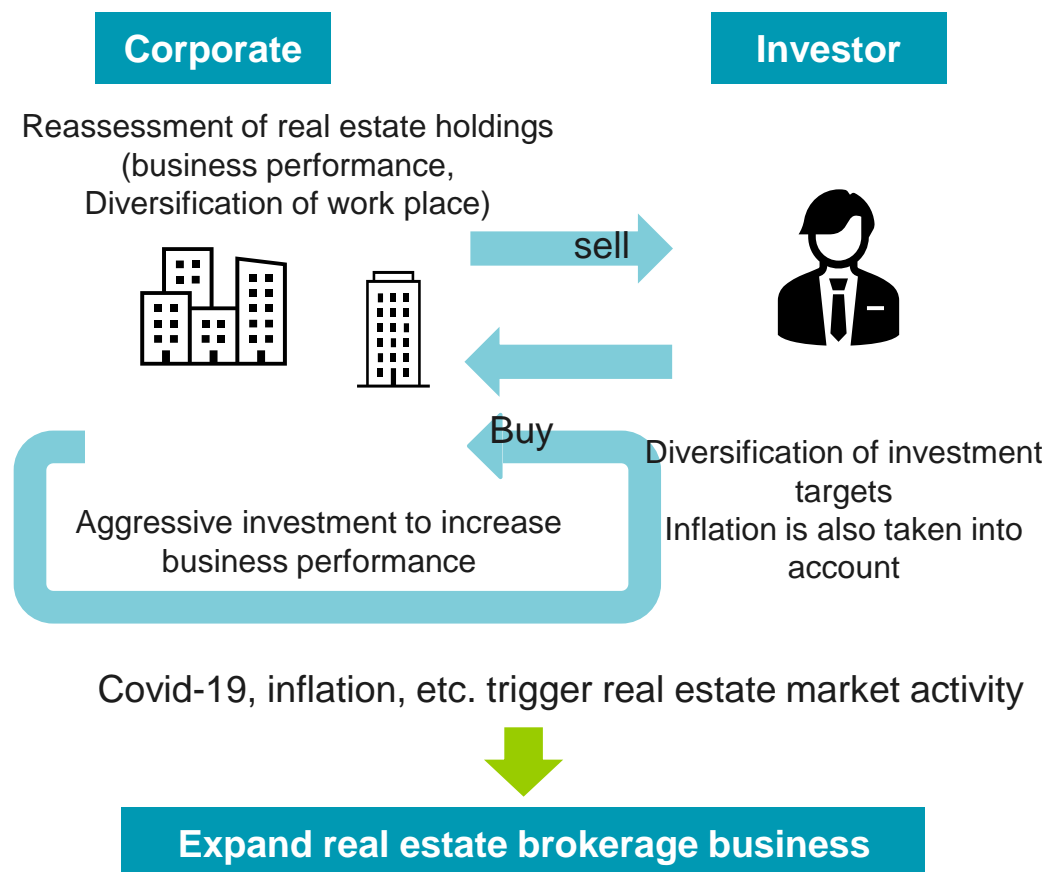 Corporate
Investor
Reassessment of real estate holdings
(business performance,
Diversification of work place)
sell
Buy
Diversification of investment
targets
Inflation is also taken into
account
Aggressive investment to increase
business performance
Covid-19, inflation, etc. trigger real estate market activity
Expand real estate brokerage business